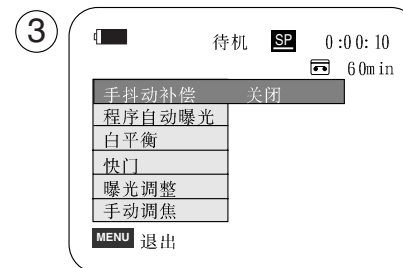 ③
待机 SP 0:00:10
60min
手抖动补偿 关闭
程序自动曝光
白平衡
快门
曝光调整
手动调焦
MENU 退出